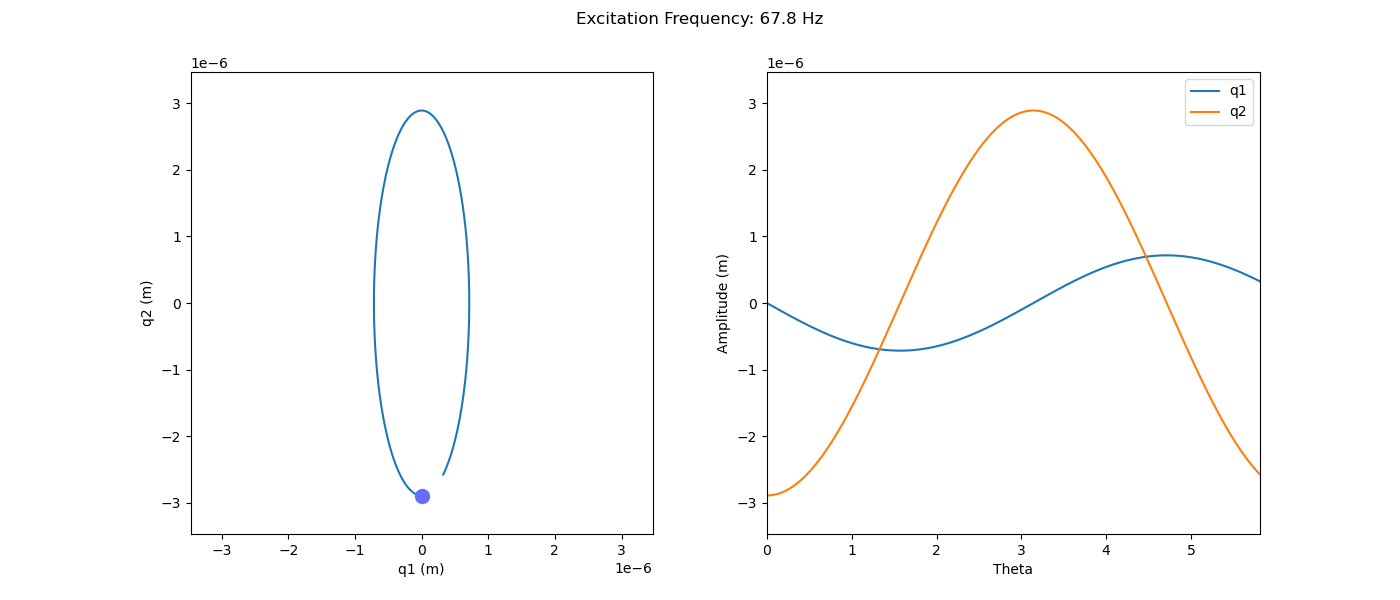 Excitation Frequency: 67.8 Hz
1e−6
3
2
1
0
−1
−2
−3
q2 (m)
−3 −2 −1 0 1 2 3
q1 (m)
1e−6
1e−6
3
2
1
0
−1
−2
−3
Amplitude (m)
0 1 2 3 4 5
Theta
q1
q2